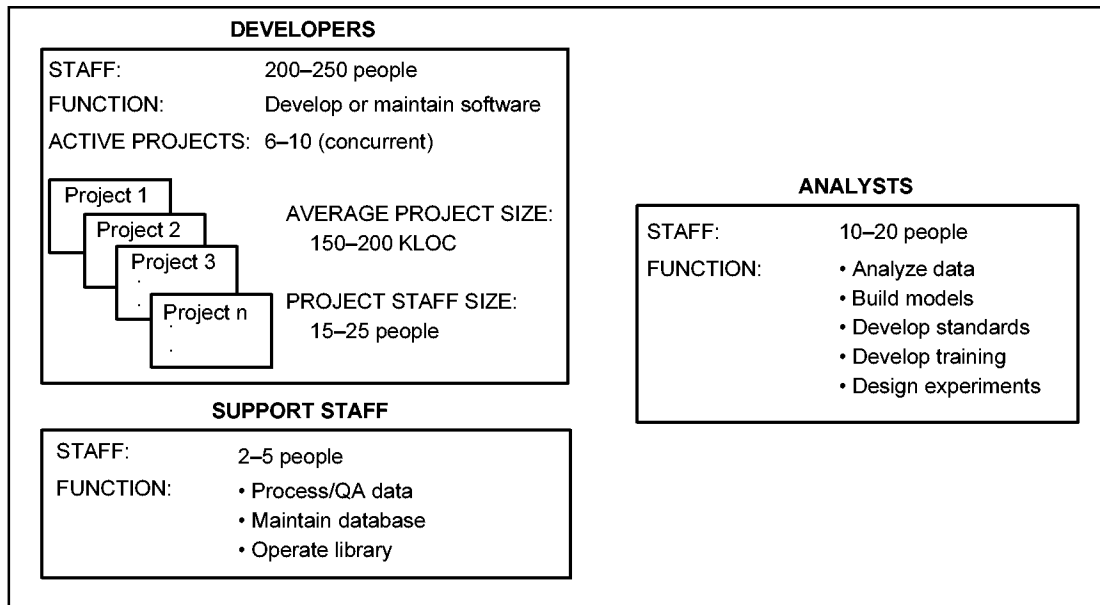 DEVELOPERS
STAFF: 200–250 people
FUNCTION: Develop or maintain software
ACTIVE PROJECTS: 6–10 (concurrent)
Project 1
Project 2
Project 3
.
.
Project n
.
.
AVERAGE PROJECT SIZE:
150–200 KLOC
PROJECT STAFF SIZE:
15–25 people
SUPPORT STAFF
STAFF: 2–5 people
FUNCTION: • Process/QA data
• Maintain database
• Operate library
ANALYSTS
STAFF: 10–20 people
FUNCTION: • Analyze data
• Build models
• Develop standards
• Develop training
• Design experiments